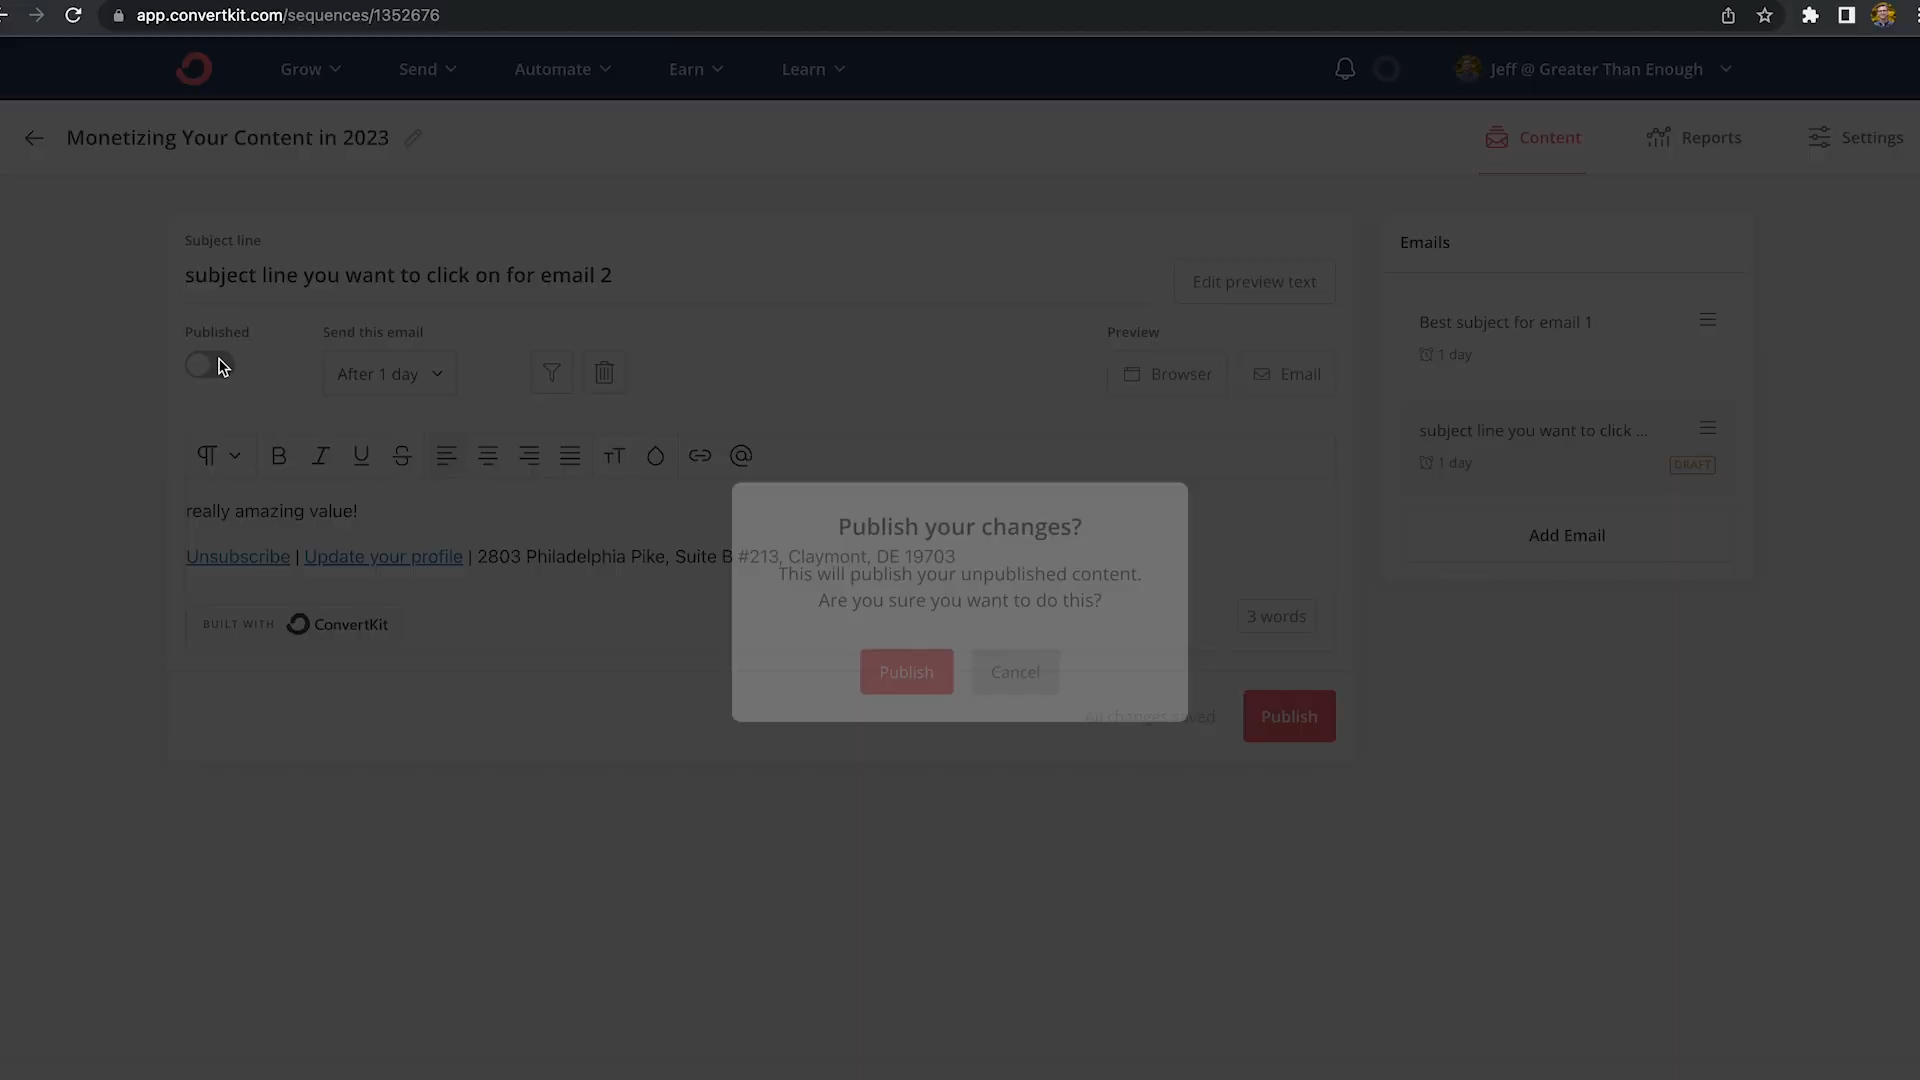 app.convertkit.com/sequences/1352676
Grow Send Automate Earn Learn Jeff @ Greater Than Enough
Monetizing Your Content in 2023 Content Reports Settings
Subject line
subject line you want to click on for email 2
Edit preview text
Published Send this email Preview
After 1 day Browser Email
B I U S TT @
really amazing value!
Unsubscribe | Update your profile | 2803 Philadelphia Pike, Suite B #213, Claymont, DE 19703
BUILT WITH ConvertKit
3 words
All changes saved Publish
Publish your changes?
This will publish your unpublished content.
Are you sure you want to do this?
Publish Cancel
Emails
Best subject for email 1
1 day
subject line you want to click ...
1 day DRAFT
Add Email